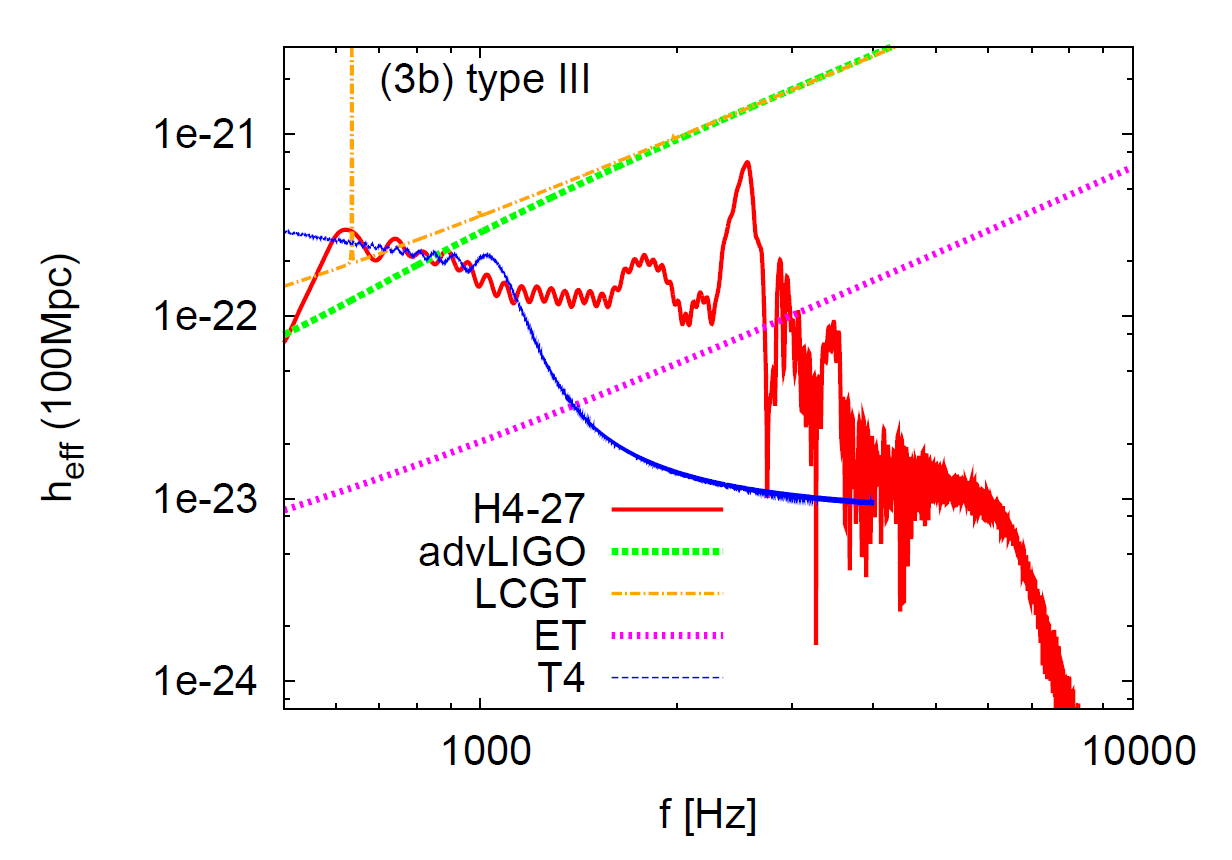 (3b) type III
1e-21
1e-22
1e-23
1e-24
h_eff (100Mpc)
H4-27
advLIGO
LCGT
ET
T4
1000
10000
f [Hz]